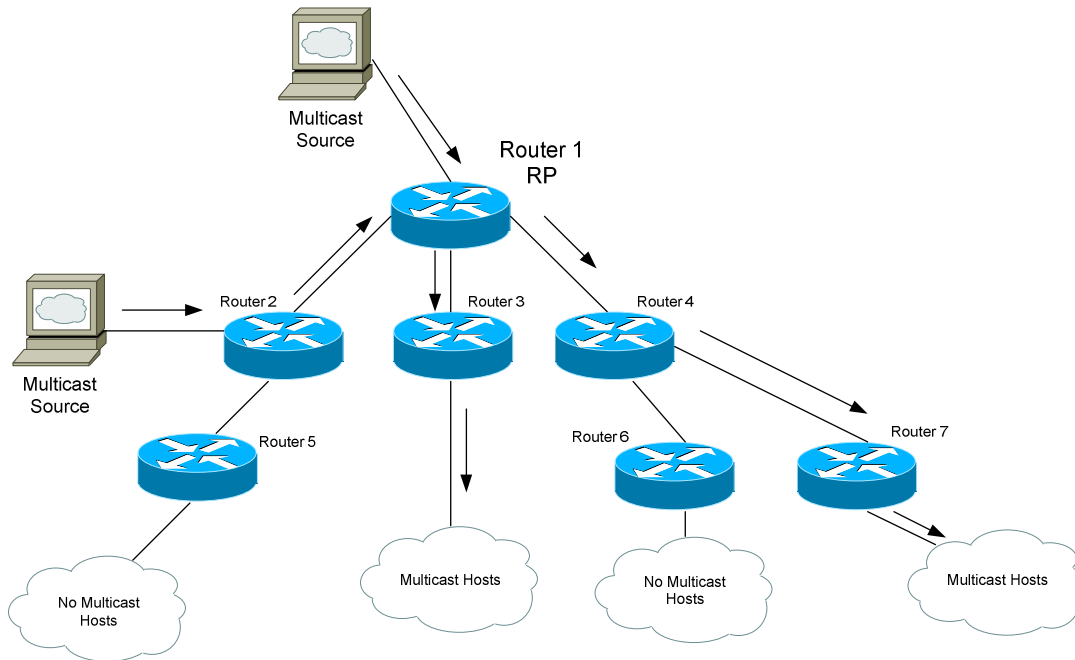 Multicast
Source
Router 1
RP
Router 2
Router 3
Router 4
Multicast
Source
Router 5
Router 6
Router 7
No Multicast
Hosts
Multicast Hosts
No Multicast
Hosts
Multicast Hosts